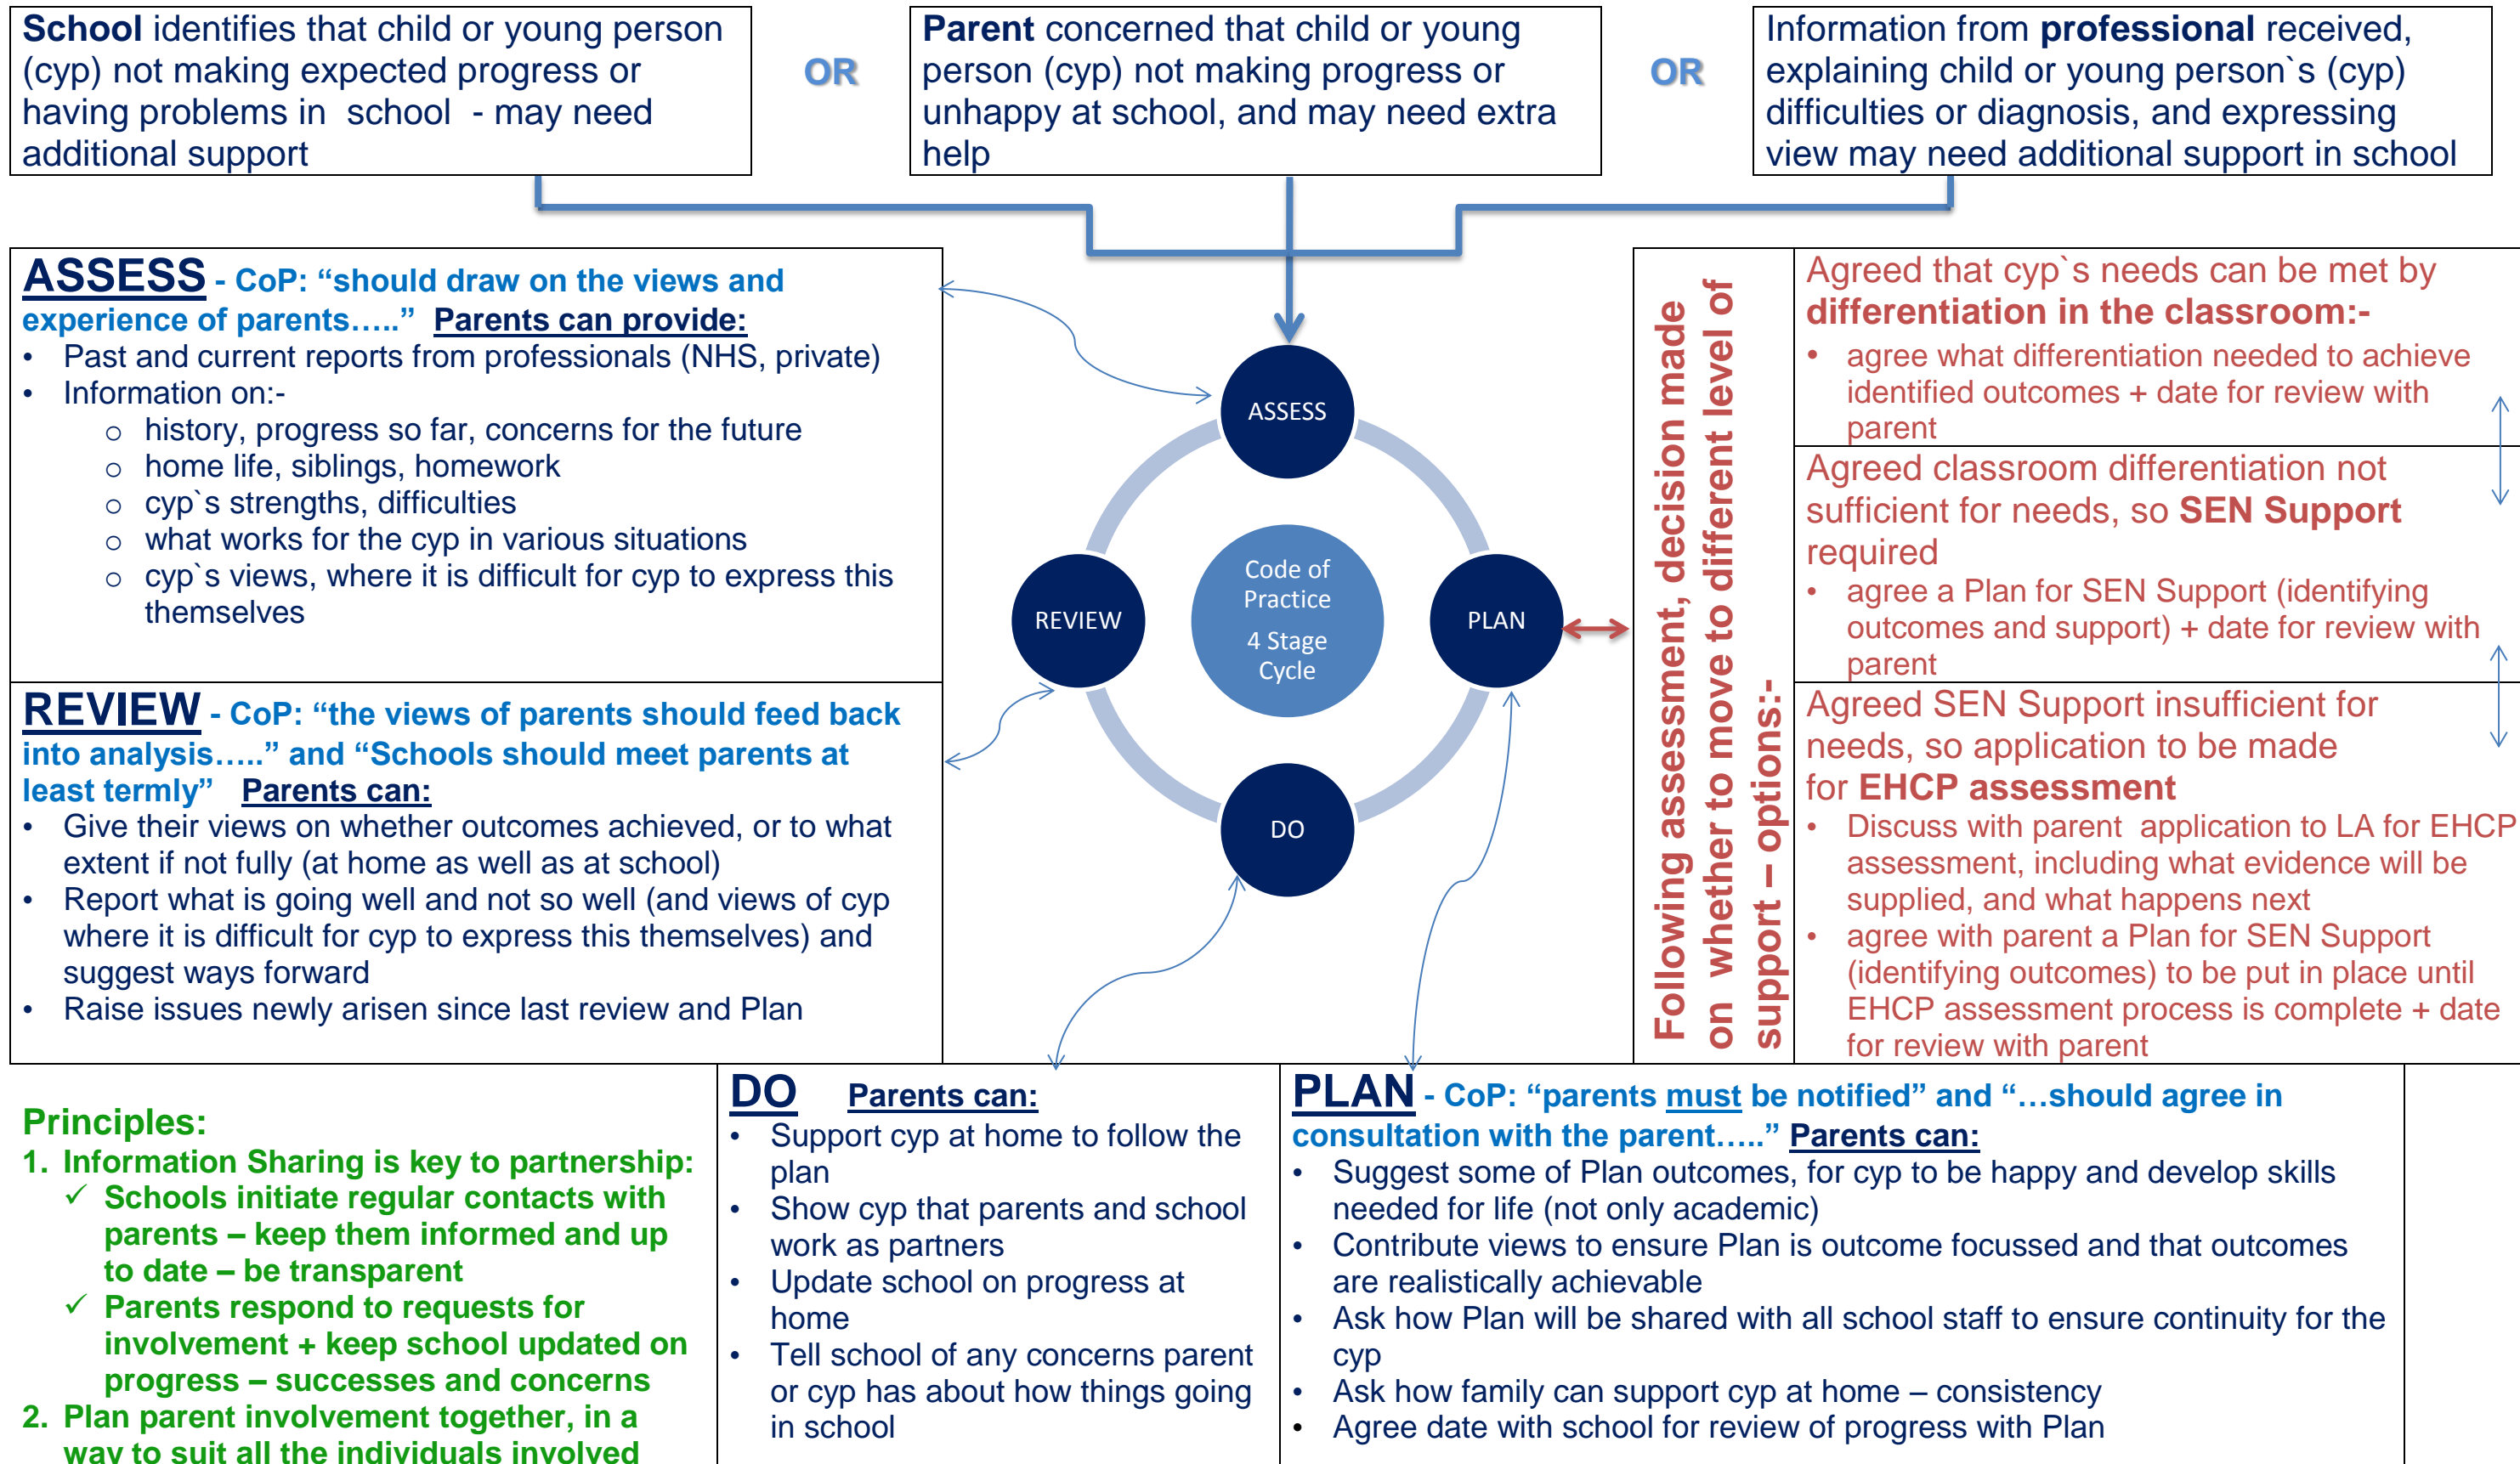 School identifies that child or young person
(cyp) not making expected progress or
having problems in  school  - may need
additional support
OR
Parent concerned that child or young
person (cyp) not making progress or
unhappy at school, and may need extra
help
OR
Information from professional received,
explaining child or young person`s (cyp)
difficulties or diagnosis, and expressing
view may need additional support in school
ASSESS - CoP: “should draw on the views and
experience of parents…..”  Parents can provide:
• Past and current reports from professionals (NHS, private)
• Information on:-
o history, progress so far, concerns for the future
o home life, siblings, homework
o cyp`s strengths, difficulties
o what works for the cyp in various situations
o cyp`s views, where it is difficult for cyp to express this
themselves
REVIEW - CoP: “the views of parents should feed back
into analysis…..” and “Schools should meet parents at
least termly”   Parents can:
• Give their views on whether outcomes achieved, or to what
extent if not fully (at home as well as at school)
• Report what is going well and not so well (and views of cyp
where it is difficult for cyp to express this themselves) and
suggest ways forward
• Raise issues newly arisen since last review and Plan
ASSESS
REVIEW
Code of
Practice
4 Stage
Cycle
PLAN
DO
Following assessment, decision made
on  whether to move to different level of
support – options:-
Agreed that cyp`s needs can be met by
differentiation in the classroom:-
• agree what differentiation needed to achieve
identified outcomes + date for review with
parent
Agreed classroom differentiation not
sufficient for needs, so SEN Support
required
• agree a Plan for SEN Support (identifying
outcomes and support) + date for review with
parent
Agreed SEN Support insufficient for
needs, so application to be made
for EHCP assessment
• Discuss with parent  application to LA for EHCP
assessment, including what evidence will be
supplied, and what happens next
• agree with parent a Plan for SEN Support
(identifying outcomes) to be put in place until
EHCP assessment process is complete + date
for review with parent
Principles:
1. Information Sharing is key to partnership:
✓ Schools initiate regular contacts with
parents – keep them informed and up
to date – be transparent
✓ Parents respond to requests for
involvement + keep school updated on
progress – successes and concerns
2. Plan parent involvement together, in a
way to suit all the individuals involved
DO    Parents can:
• Support cyp at home to follow the
plan
• Show cyp that parents and school
work as partners
• Update school on progress at
home
• Tell school of any concerns parent
or cyp has about how things going
in school
PLAN - CoP: “parents must be notified” and “…should agree in
consultation with the parent…..” Parents can:
• Suggest some of Plan outcomes, for cyp to be happy and develop skills
needed for life (not only academic)
• Contribute views to ensure Plan is outcome focussed and that outcomes
are realistically achievable
• Ask how Plan will be shared with all school staff to ensure continuity for the
cyp
• Ask how family can support cyp at home – consistency
• Agree date with school for review of progress with Plan